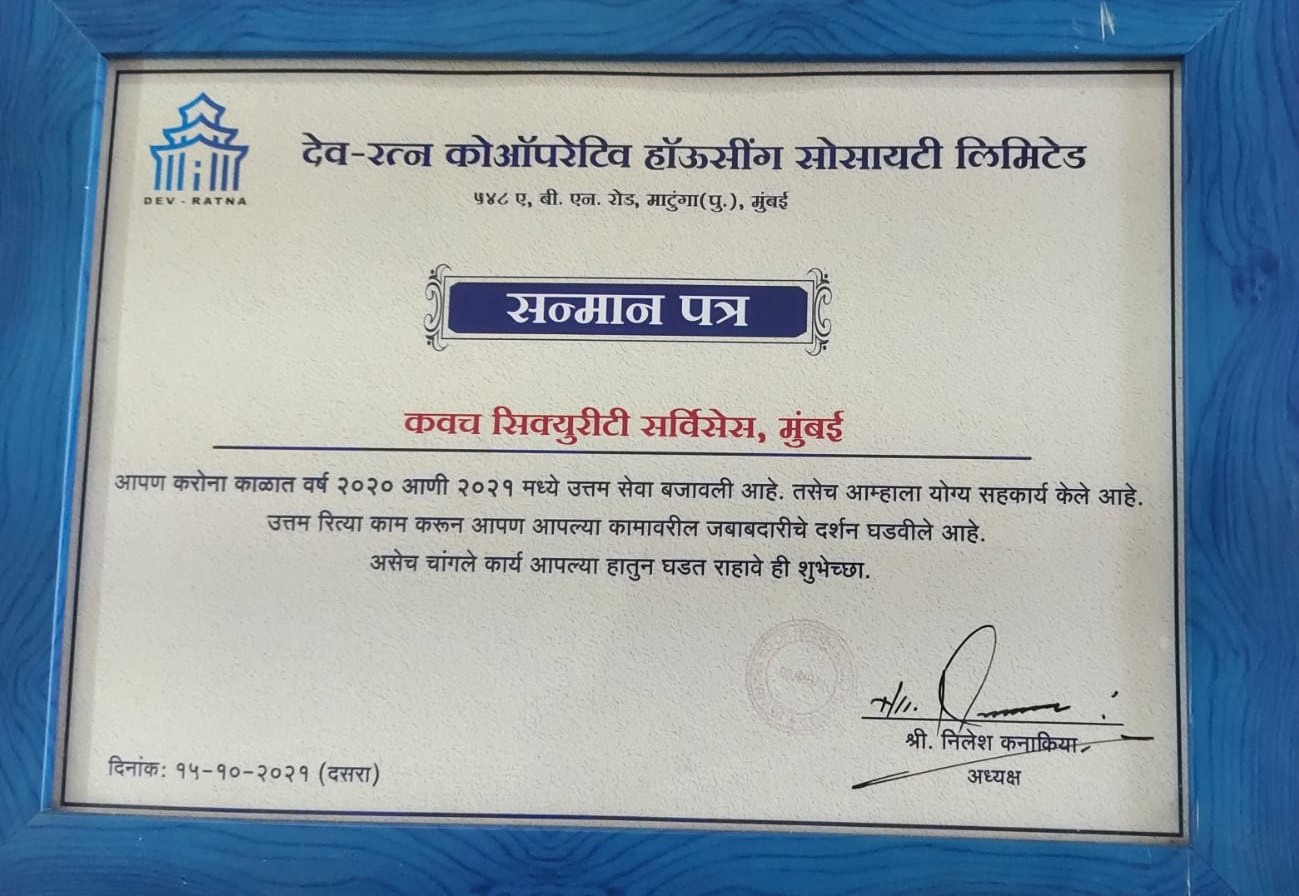 DEV - RATNA
देव-रत्न कोऑपरेटिव हॉऊसींग सोसायटी लिमिटेड
५४८ ए, बी. एन. रोड, माटुंगा(पु.), मुंबई
सन्मान पत्र
कवच सिक्युरीटी सर्विसेस, मुंबई
आपण करोना काळात वर्ष २०२० आणी २०२१ मध्ये उत्तम सेवा बजावली आहे. तसेच आम्हाला योग्य सहकार्य केले आहे.
उत्तम रित्या काम करून आपण आपल्या कामावरील जबाबदारीचे दर्शन घडवीले आहे.
असेच चांगले कार्य आपल्या हातुन घडत राहावे ही शुभेच्छा.
श्री. निलेश कनाकिया
अध्यक्ष
दिनांक: १५-१०-२०२१ (दसरा)